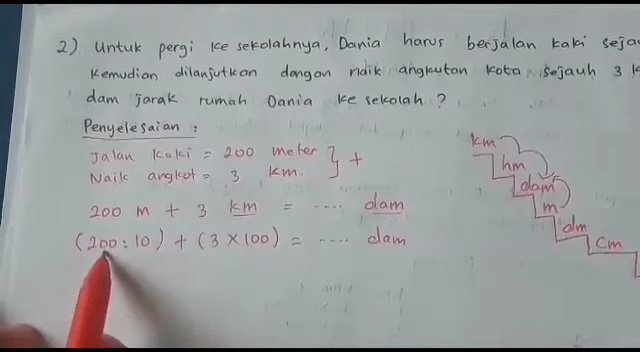 2). Untuk pergi ke sekolahnya, Dania harus berjalan kaki
kemudian dilanjutkan dengan naik angkutan kota sejauh 3
dam jarak rumah Dania ke sekolah ?
Penyelesaian :
Jalan kaki = 200 meter } +
Naik angkot = 3 km.
200 m + 3 km = .... dam
(200 : 10) + (3 x 100) = .... dam
km
hm
dam
m
dm
cm